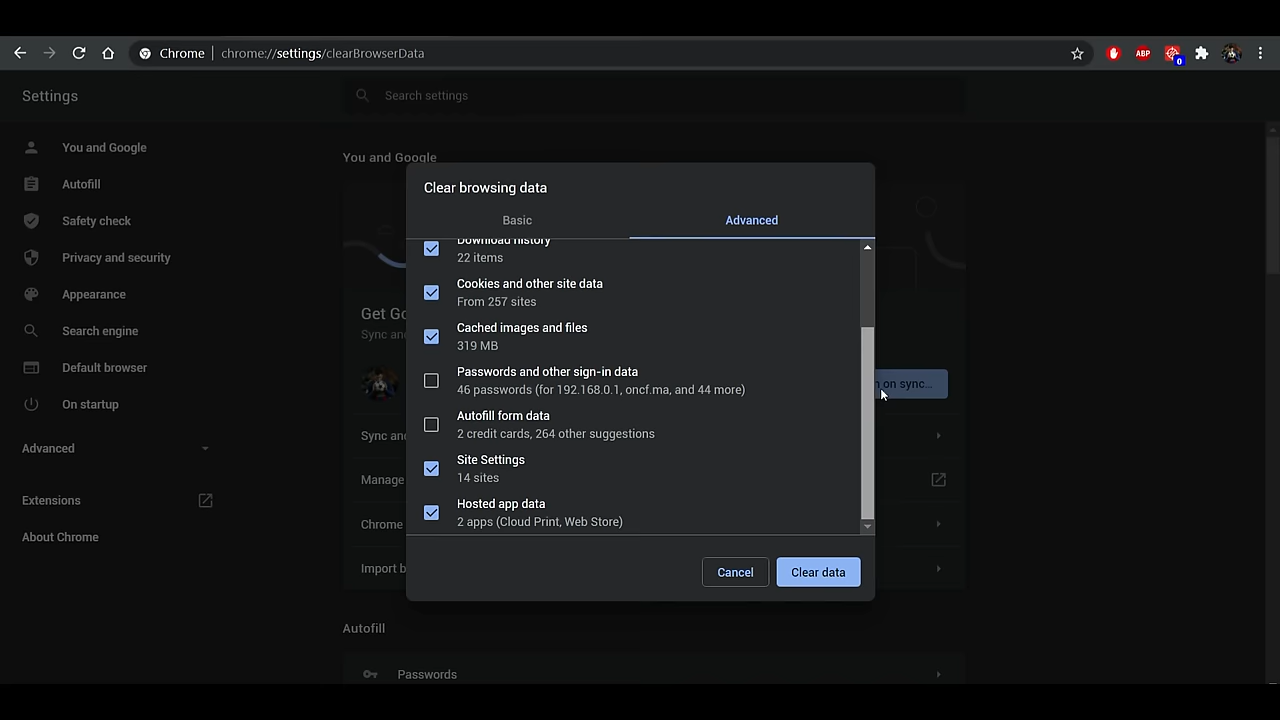 Chrome | chrome://settings/clearBrowserData
ABP
0
Settings
Search settings
You and Google
Autofill
Safety check
Privacy and security
Appearance
Search engine
Default browser
On startup
Advanced
Extensions
About Chrome
You and Google
Get Go
Sync an
n on sync...
Sync an
Manage
Chrome
Import b
Autofill
Passwords
Clear browsing data
Basic
Advanced
Download history
22 items
Cookies and other site data
From 257 sites
Cached images and files
319 MB
Passwords and other sign-in data
46 passwords (for 192.168.0.1, oncf.ma, and 44 more)
Autofill form data
2 credit cards, 264 other suggestions
Site Settings
14 sites
Hosted app data
2 apps (Cloud Print, Web Store)
Cancel
Clear data